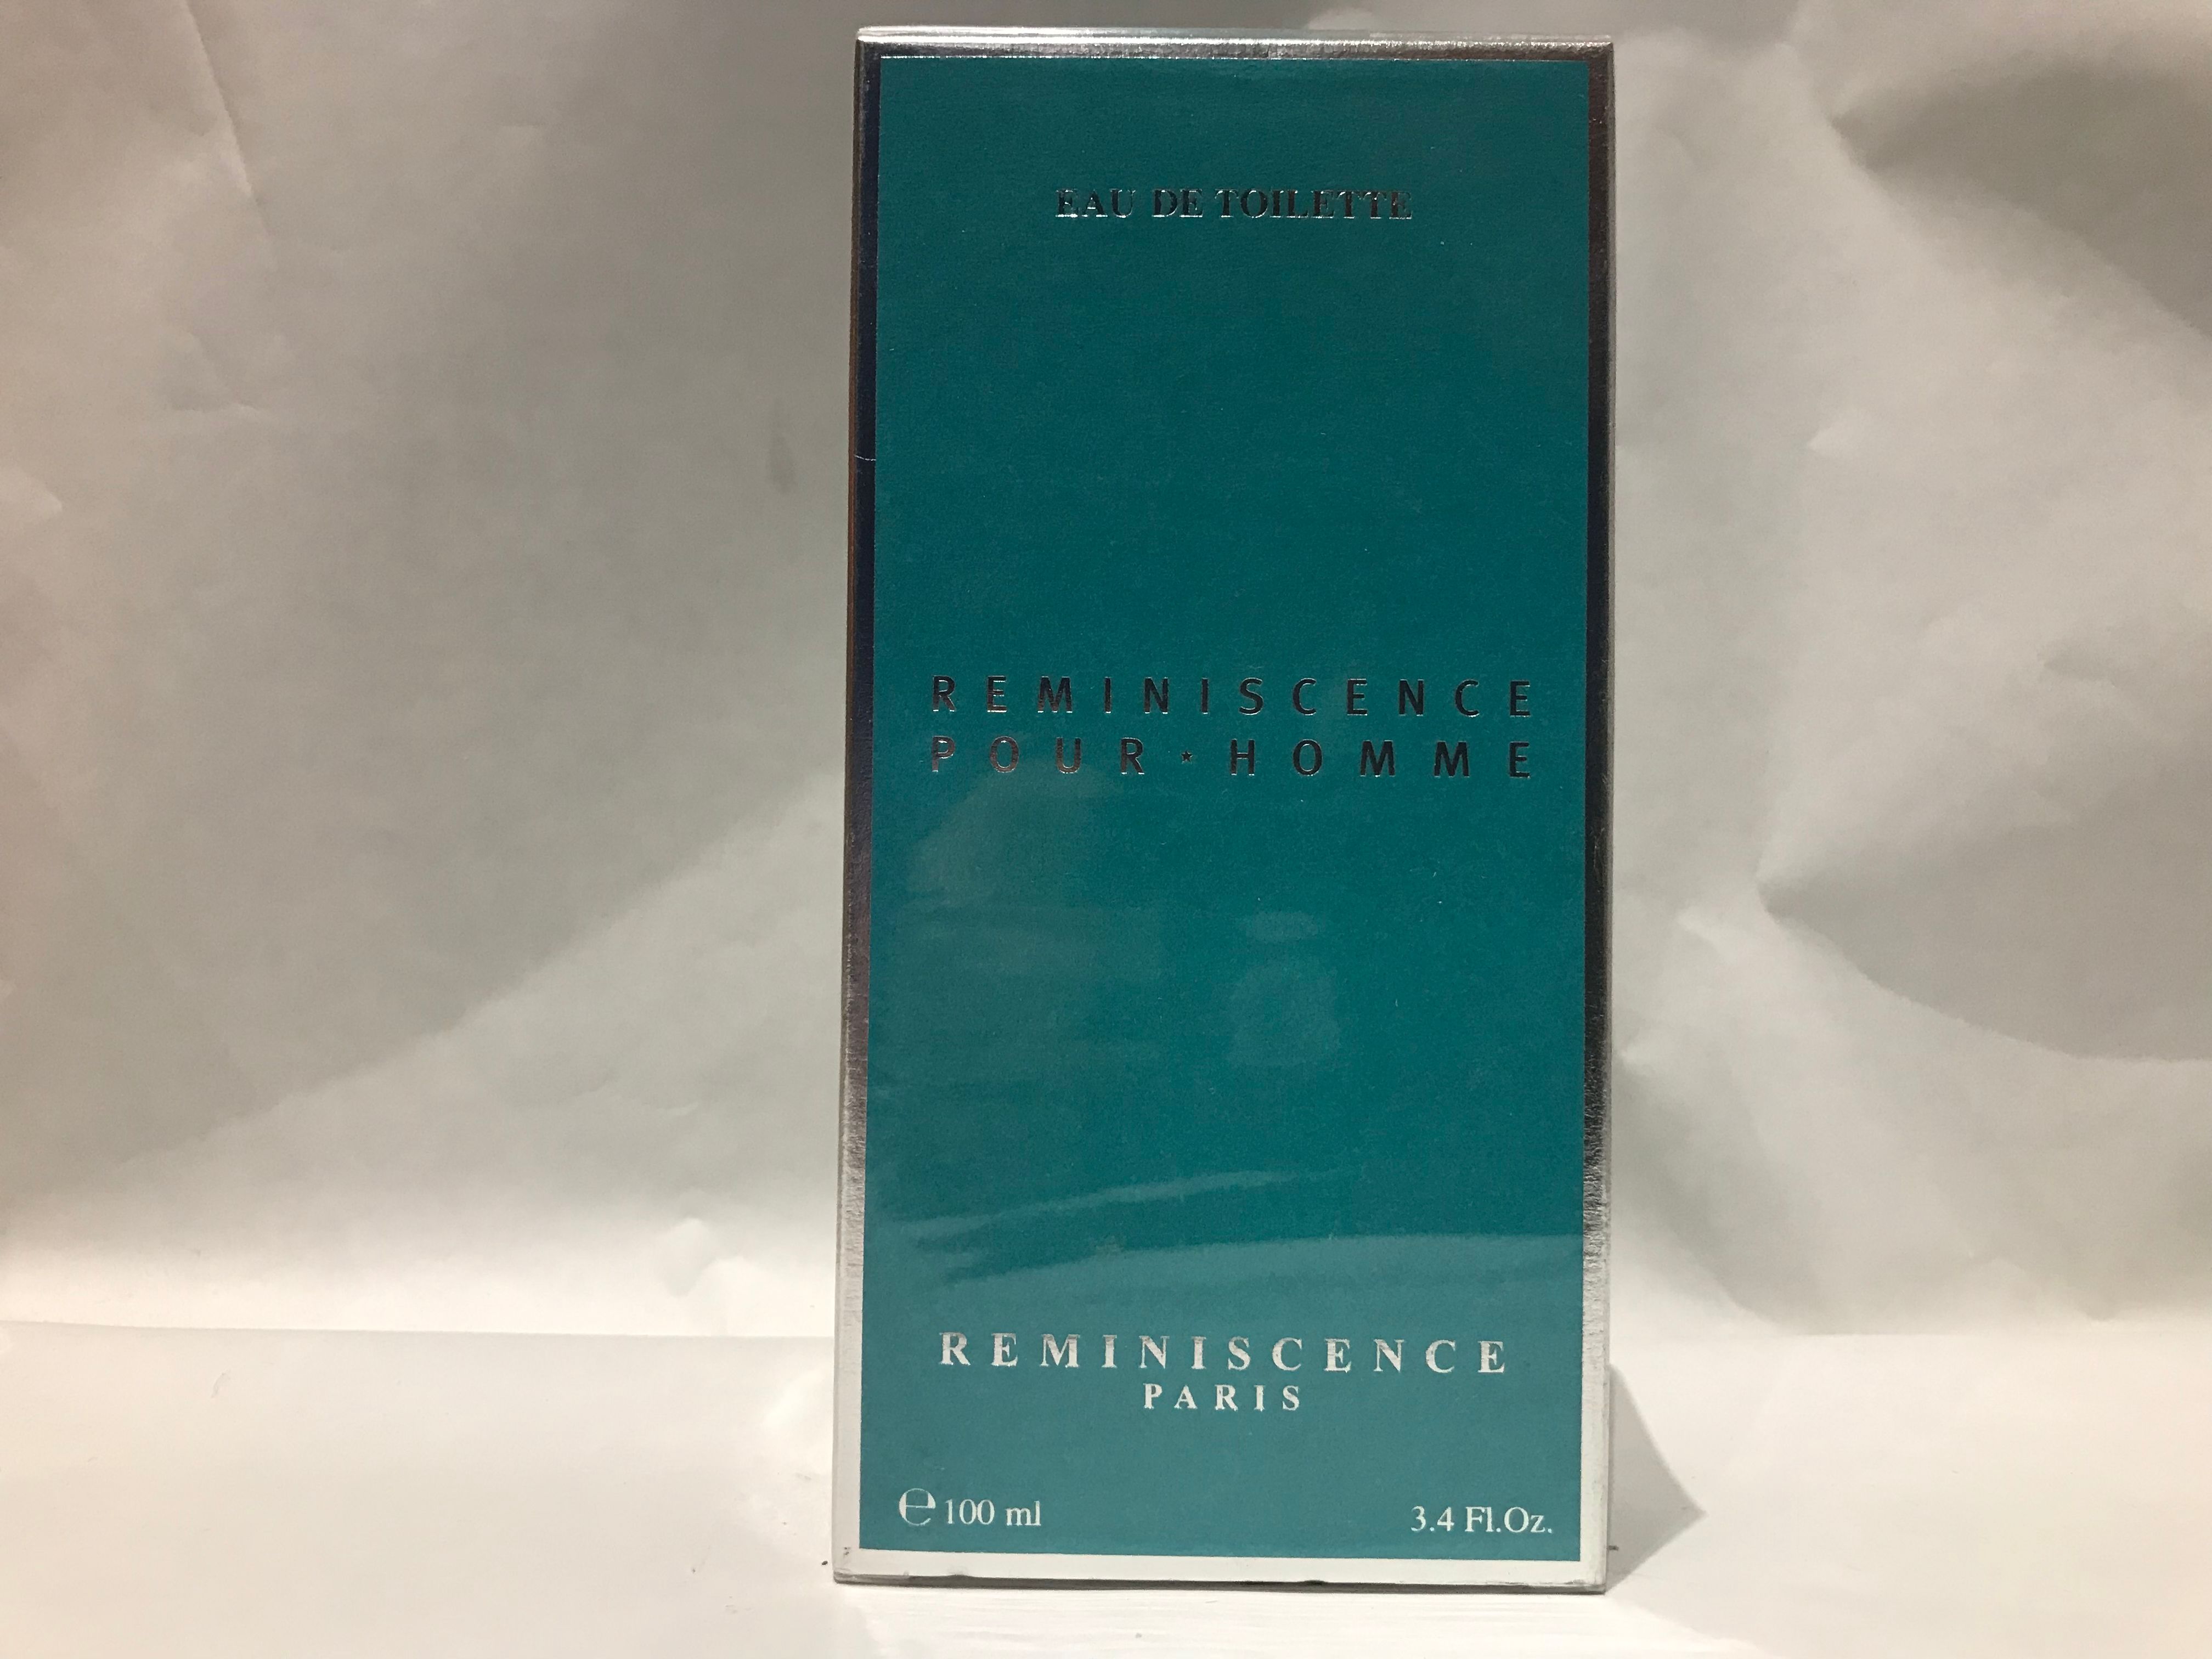 EAU DE TOILETTE
REMINISCENCE
POUR★HOMME
REMINISCENCE
PARIS
℮ 100 ml
3.4 Fl.Oz.